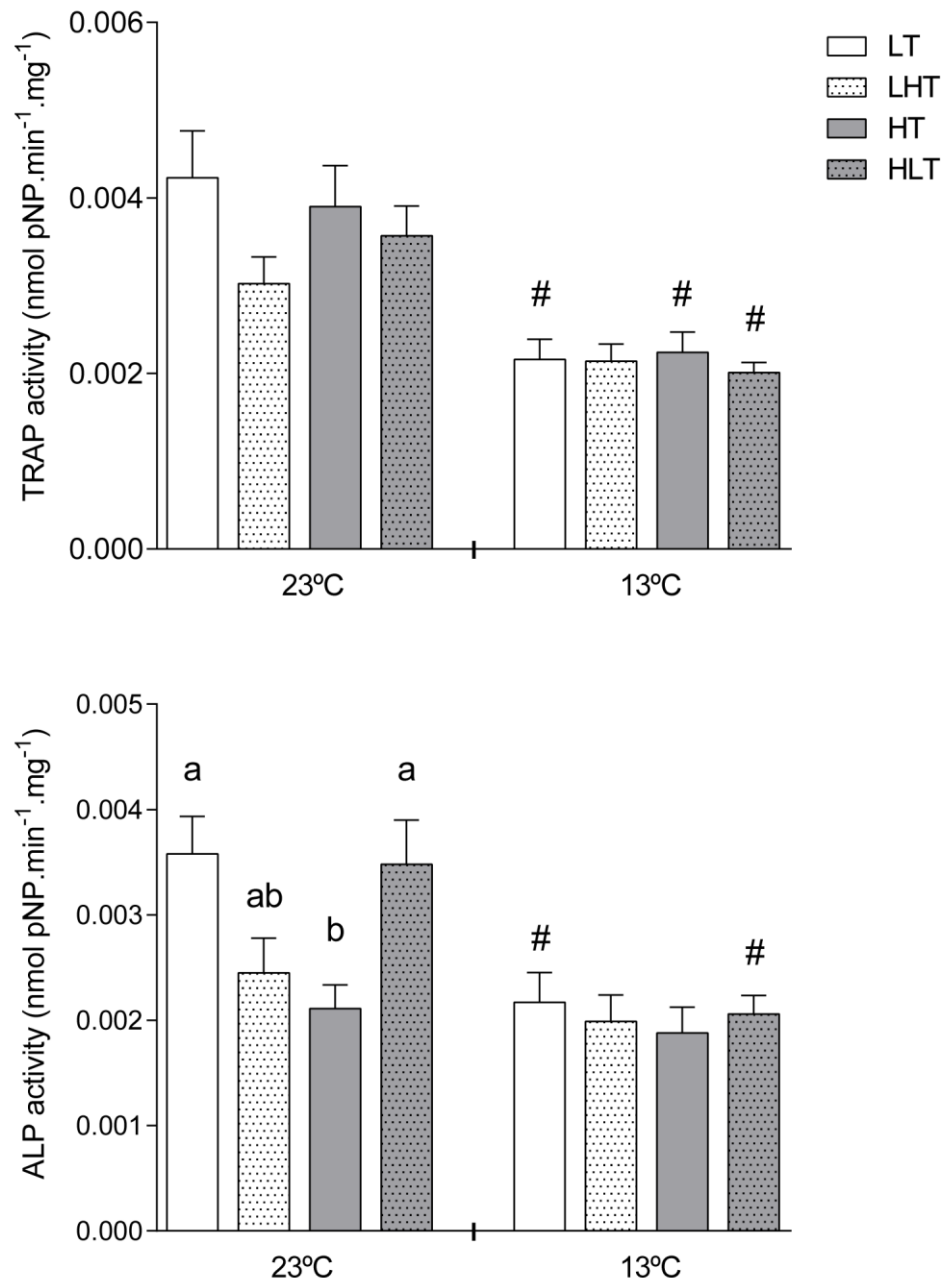 TRAP activity (nmol pNP.min⁻¹.mg⁻¹)
0.006
0.004
0.002
0.000
# # #
23ºC 13ºC
LT
LHT
HT
HLT
ALP activity (nmol pNP.min⁻¹.mg⁻¹)
0.005
0.004
0.003
0.002
0.001
0.000
a ab b a # #
23ºC 13ºC